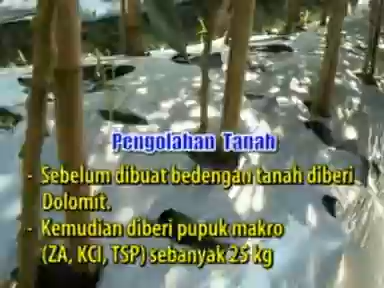 Pengolahan Tanah
- Sebelum dibuat bedengan tanah diberi
Dolomit.
- Kemudian diberi pupuk makro
(ZA, KCl, TSP) sebanyak 25 kg